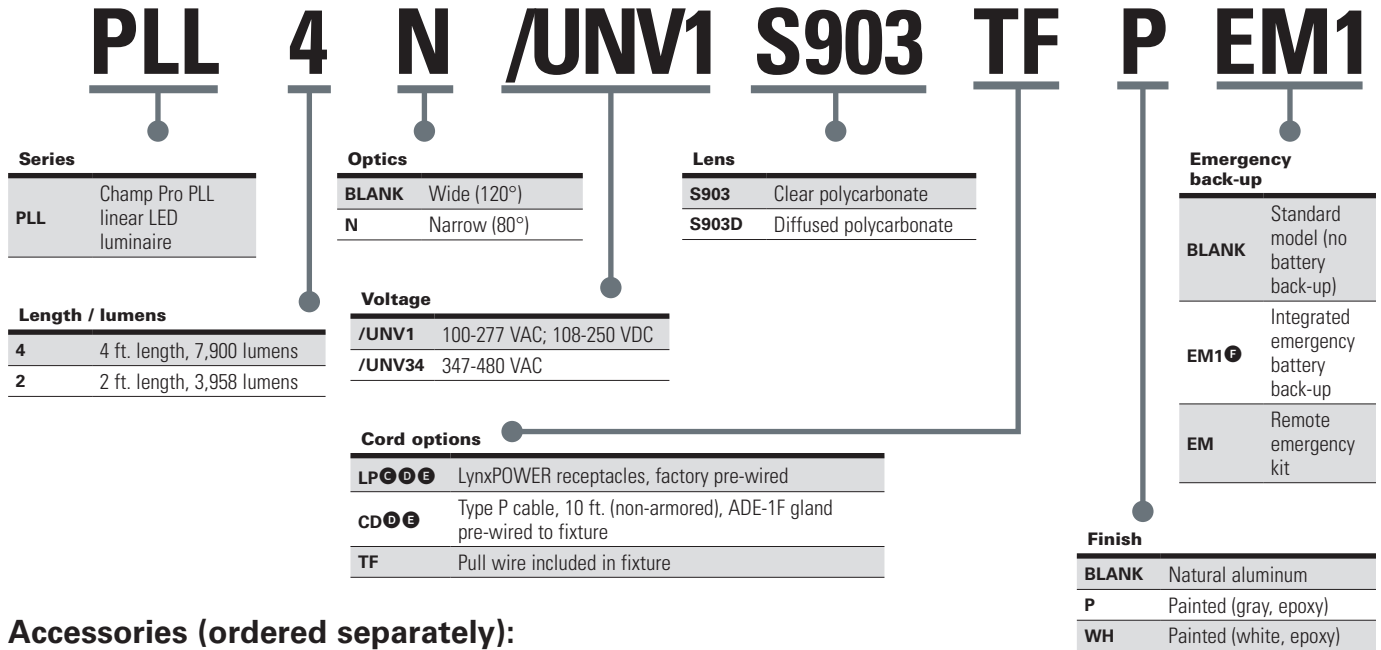 PLL 4 N /UNV1 S903 TF P EM1
Series
PLL Champ Pro PLL
linear LED
luminaire
Length / lumens
4 4 ft. length, 7,900 lumens
2 2 ft. length, 3,958 lumens
Optics
BLANK Wide (120°)
N Narrow (80°)
Voltage
/UNV1 100-277 VAC; 108-250 VDC
/UNV34 347-480 VAC
Lens
S903 Clear polycarbonate
S903D Diffused polycarbonate
Cord options
LPⒸⒹⒺ LynxPOWER receptacles, factory pre-wired
CDⒹⒺ Type P cable, 10 ft. (non-armored), ADE-1F gland
pre-wired to fixture
TF Pull wire included in fixture
Emergency
back-up
BLANK Standard
model (no
battery
back-up)
EM1Ⓕ Integrated
emergency
battery
back-up
EM Remote
emergency
kit
Finish
BLANK Natural aluminum
P Painted (gray, epoxy)
WH Painted (white, epoxy)
Accessories (ordered separately):